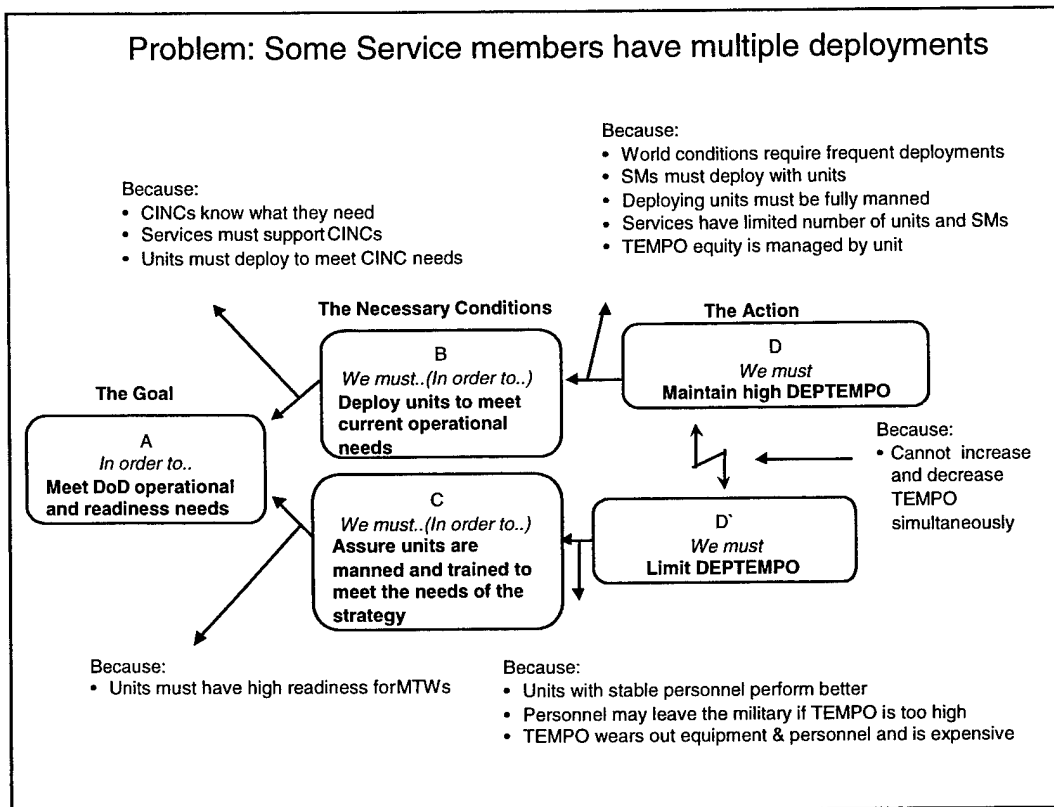 Problem: Some Service members have multiple deployments
Because:
• World conditions require frequent deployments
• SMs must deploy with units
• Deploying units must be fully manned
• Services have limited number of units and SMs
• TEMPO equity is managed by unit
Because:
• CINCs know what they need
• Services must support CINCs
• Units must deploy to meet CINC needs
The Necessary Conditions
The Action
B
We must..(In order to..)
Deploy units to meet
current operational
needs
D
We must
Maintain high DEPTEMPO
The Goal
A
In order to..
Meet DoD operational
and readiness needs
Because:
• Cannot increase
and decrease
TEMPO
simultaneously
C
We must..(In order to..)
Assure units are
manned and trained to
meet the needs of the
strategy
D`
We must
Limit DEPTEMPO
Because:
• Units must have high readiness forMTWs
Because:
• Units with stable personnel perform better
• Personnel may leave the military if TEMPO is too high
• TEMPO wears out equipment & personnel and is expensive